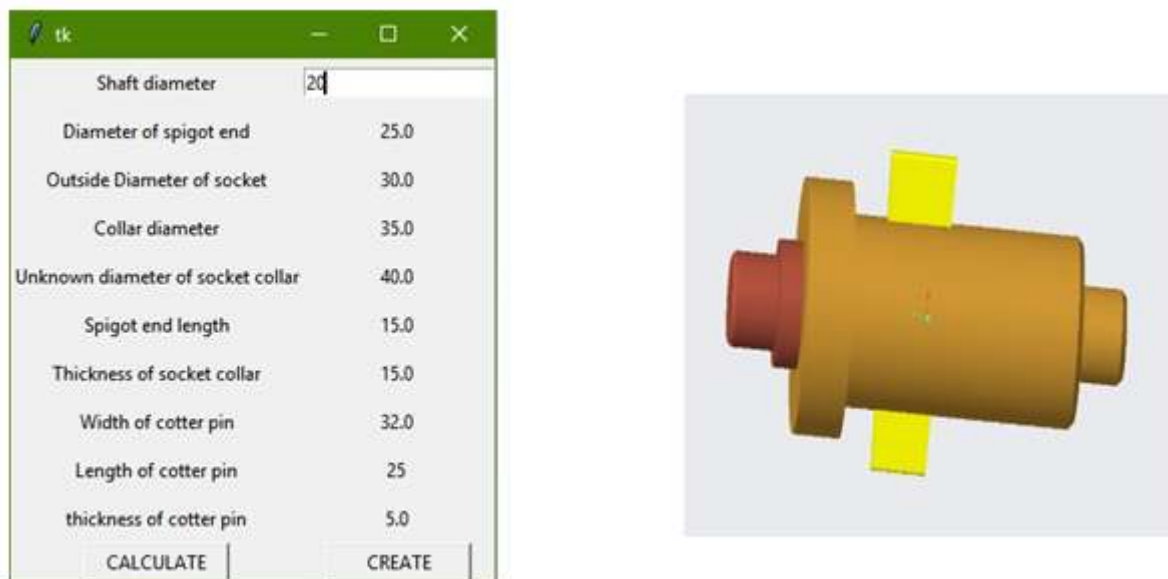 tk
Shaft diameter 20
Diameter of spigot end 25.0
Outside Diameter of socket 30.0
Collar diameter 35.0
Unknown diameter of socket collar 40.0
Spigot end length 15.0
Thickness of socket collar 15.0
Width of cotter pin 32.0
Length of cotter pin 25
thickness of cotter pin 5.0
CALCULATE CREATE